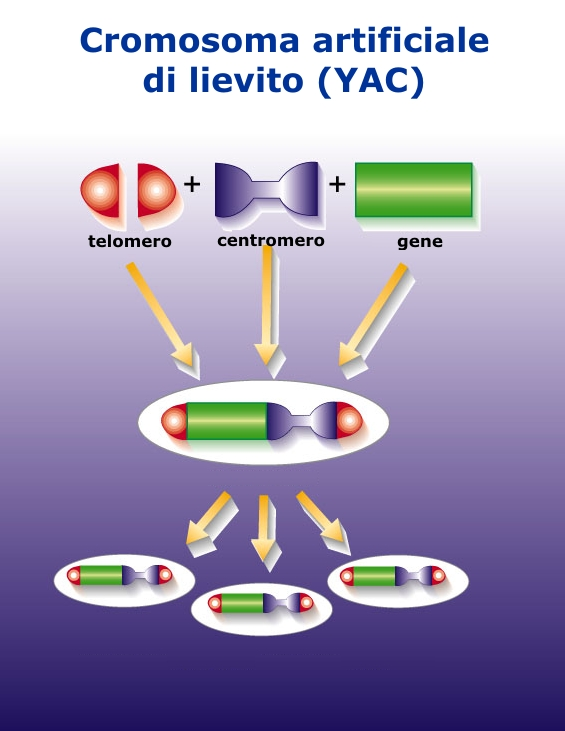 Cromosoma artificiale
di lievito (YAC)
+ +
telomero centromero gene